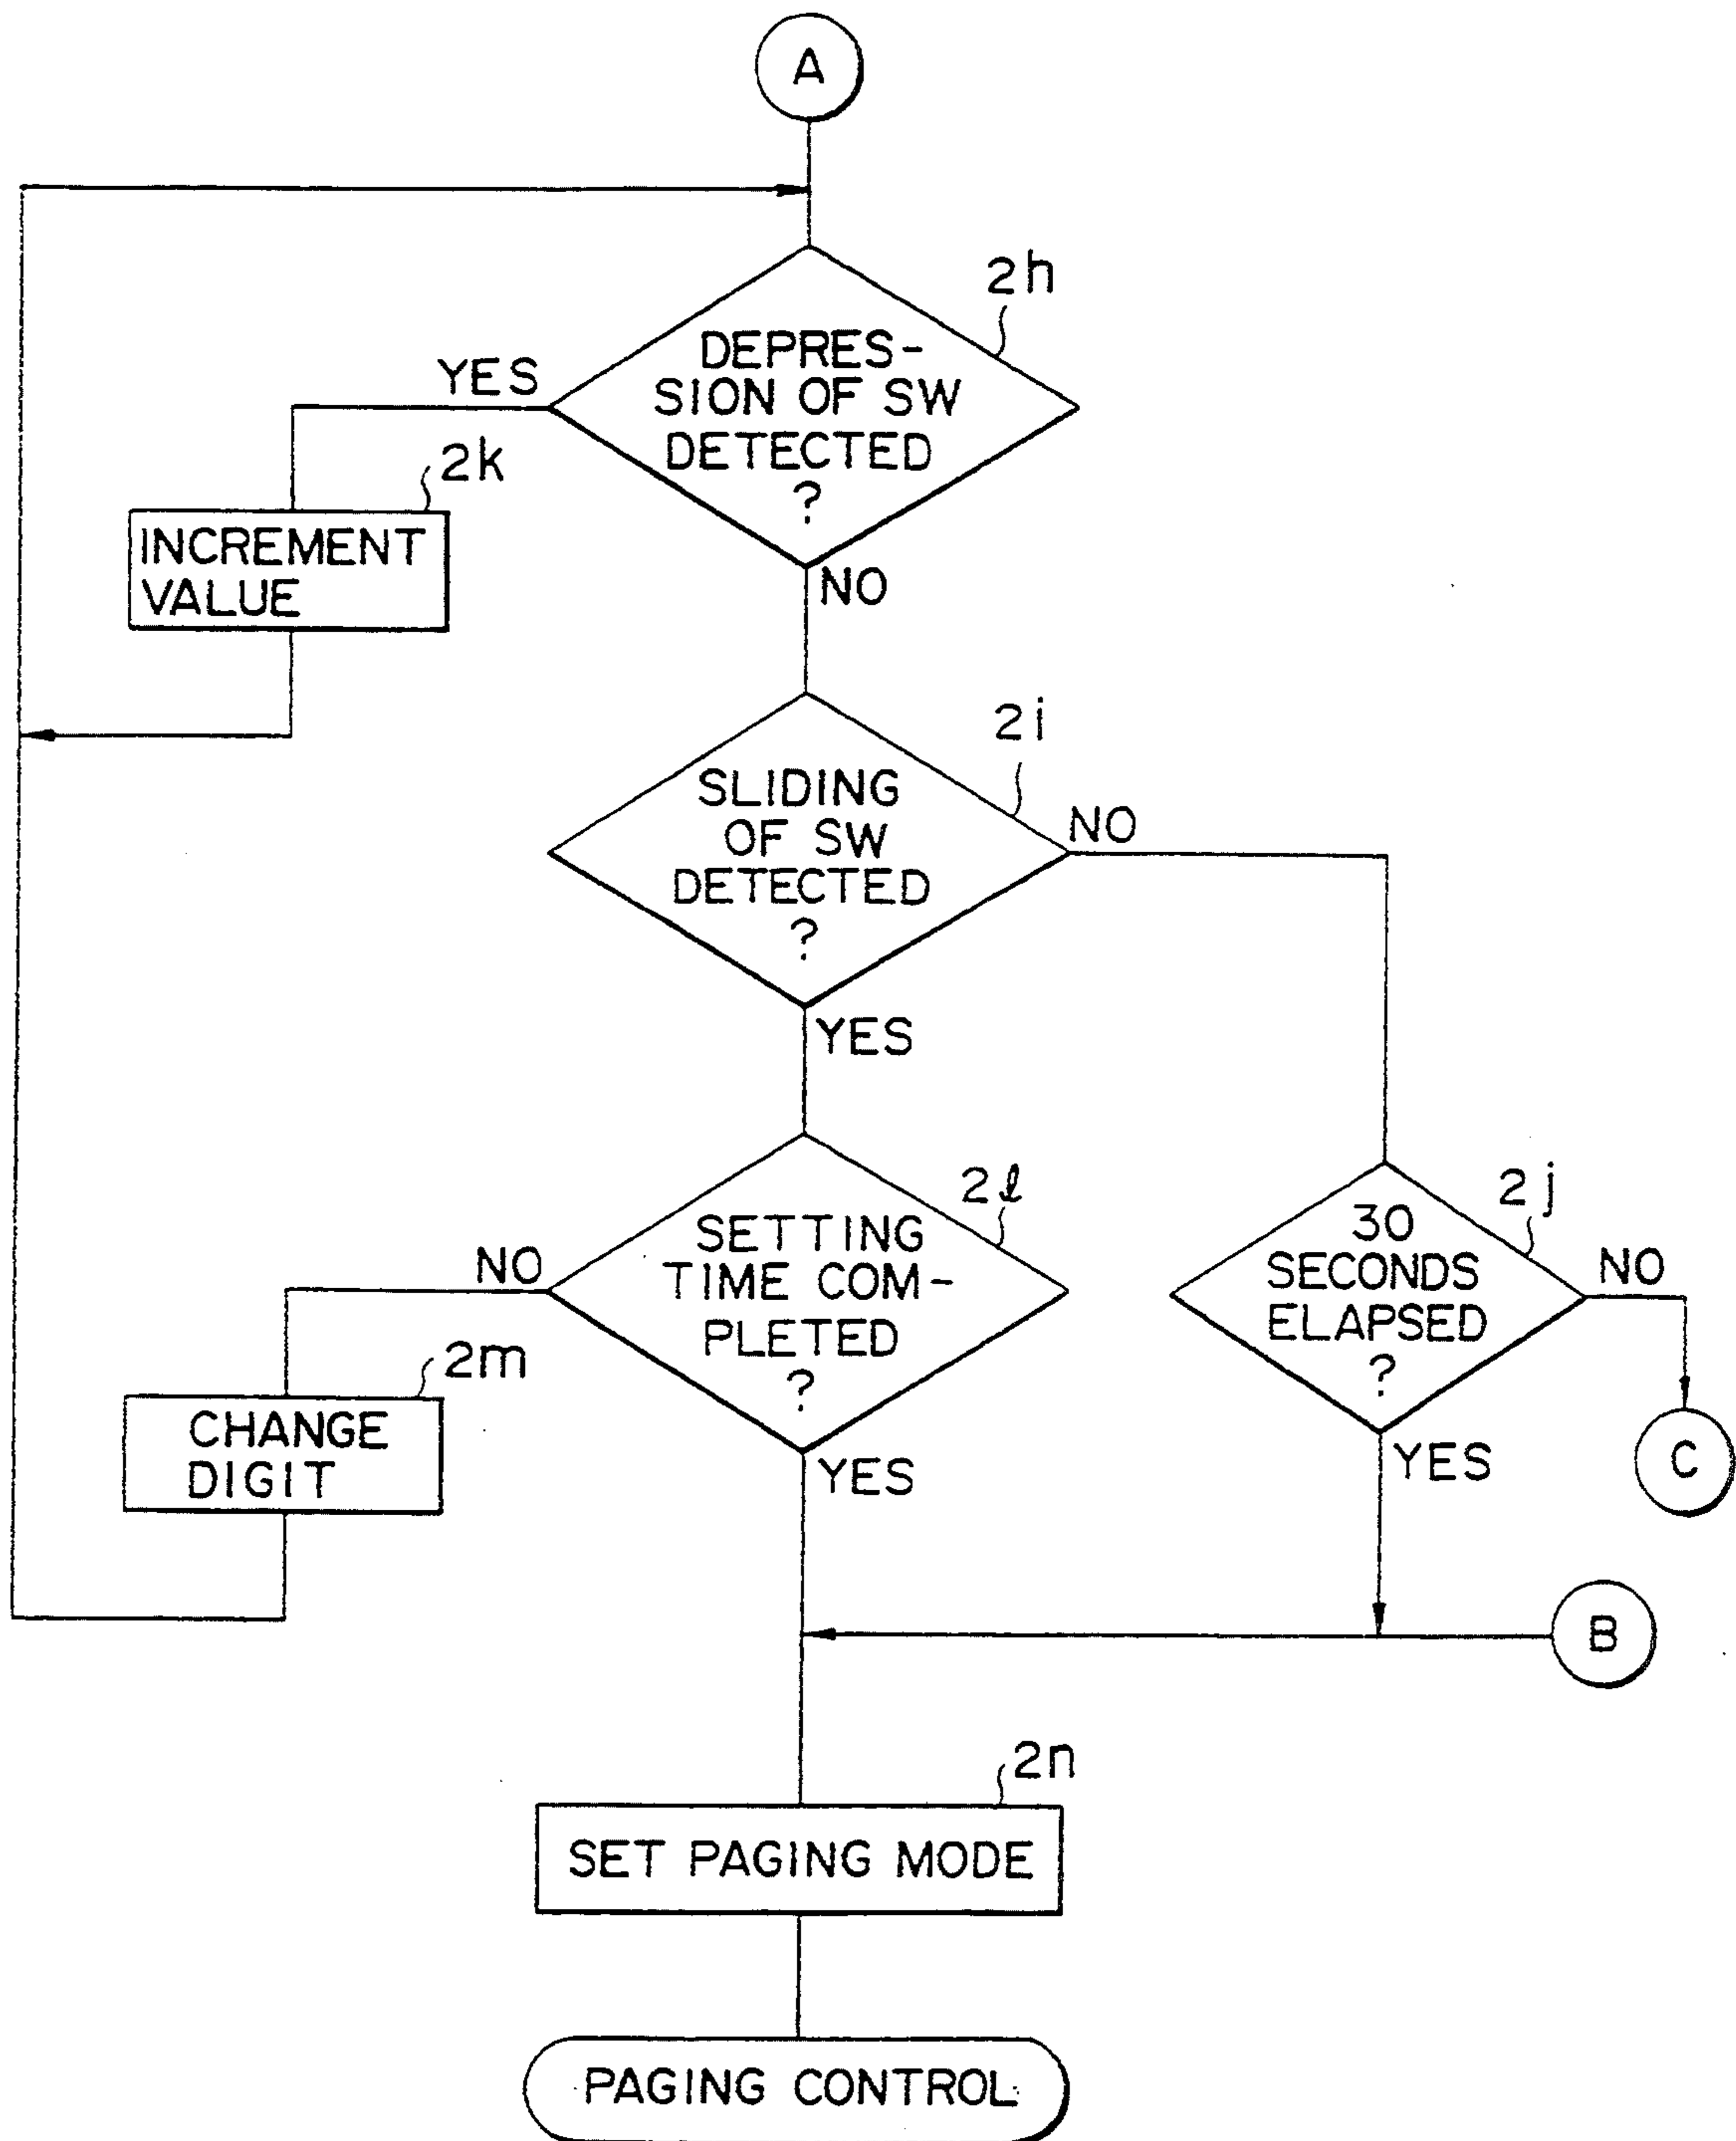 A
2h
DEPRES-
SION OF SW
DETECTED
?
YES
2k
INCREMENT
VALUE
NO
2i
SLIDING
OF SW
DETECTED
?
NO
YES
2ℓ
SETTING
TIME COM-
PLETED
?
NO
2m
CHANGE
DIGIT
YES
2j
30
SECONDS
ELAPSED
?
NO
C
YES
B
2n
SET PAGING MODE
PAGING CONTROL